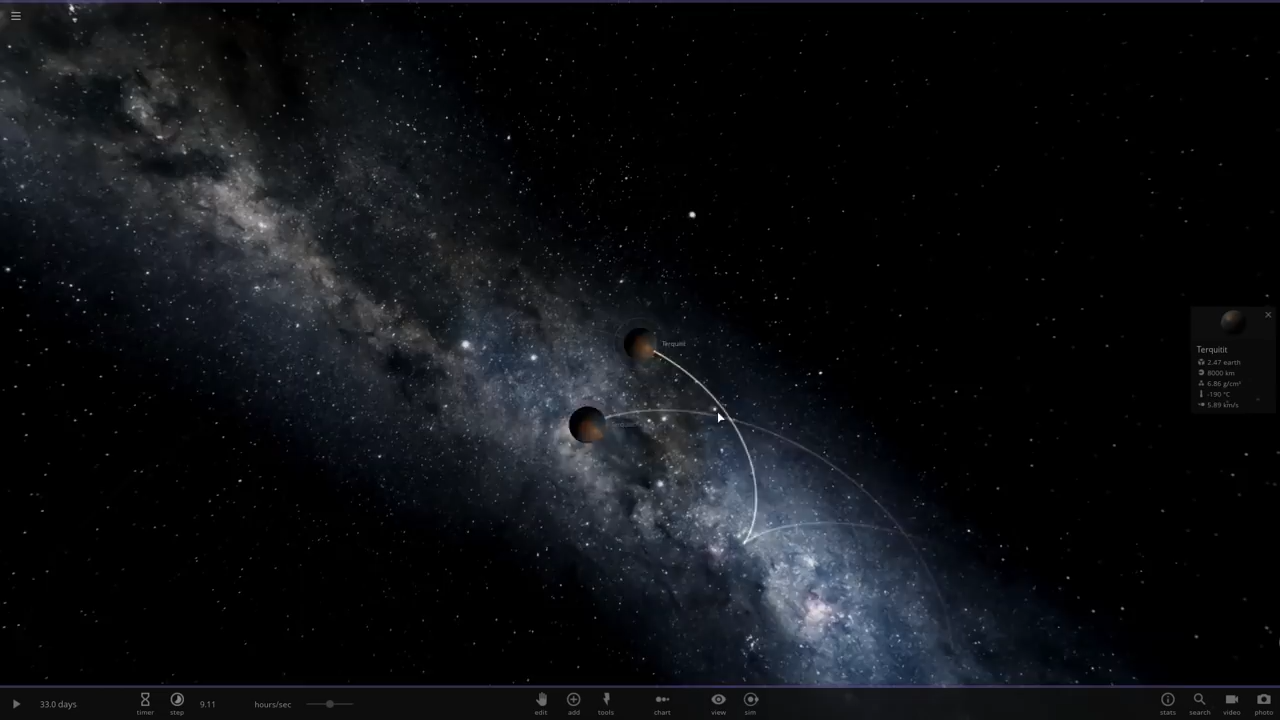 Terquitit
Terquitit
2.47 earth
8000 km
6.86 g/cm³
-190 °C
5.89 km/s
33.0 days
timer
step
9.11
hours/sec
edit
add
tools
chart
view
sim
stats
search
video
photo